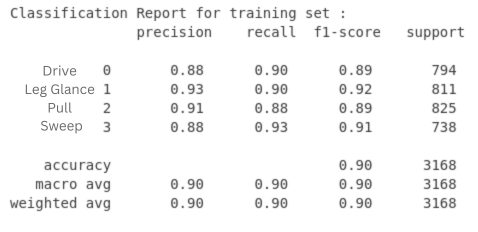 Classification Report for training set :
precision recall f1-score support
Drive 0 0.88 0.90 0.89 794
Leg Glance 1 0.93 0.90 0.92 811
Pull 2 0.91 0.88 0.89 825
Sweep 3 0.88 0.93 0.91 738
accuracy 0.90 3168
macro avg 0.90 0.90 0.90 3168
weighted avg 0.90 0.90 0.90 3168